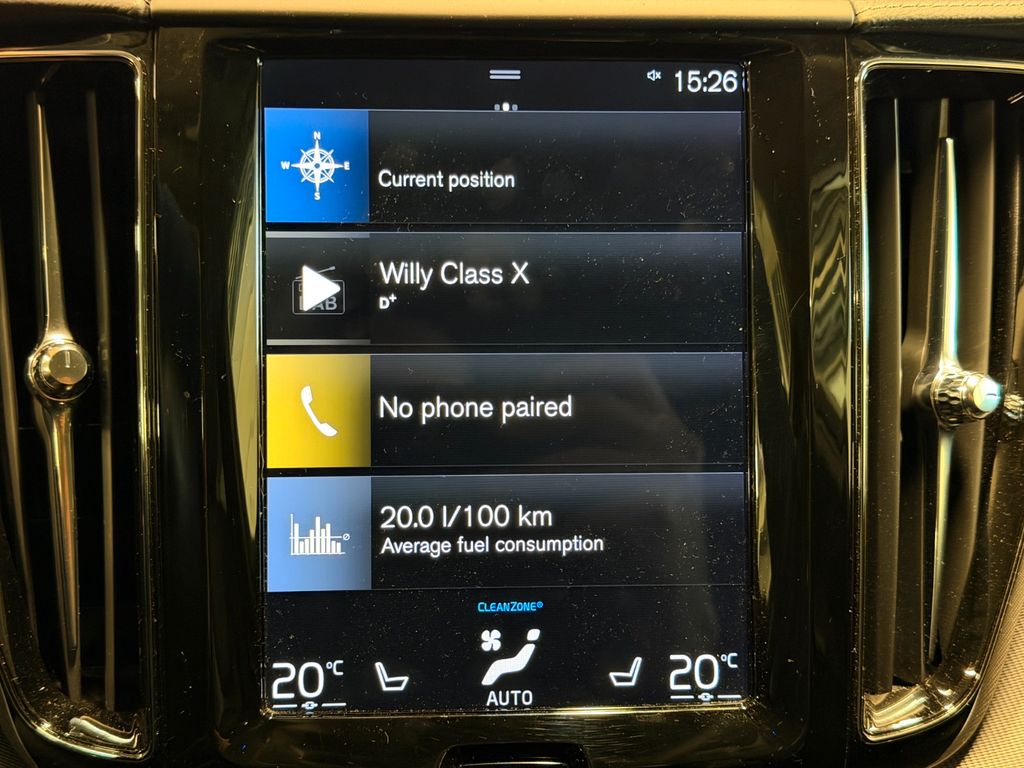 15:26
N
W E
S
Current position
Willy Class X
D+
DAB
No phone paired
20.0 l/100 km
Average fuel consumption
CLEANZONE®
20°C
AUTO
20°C